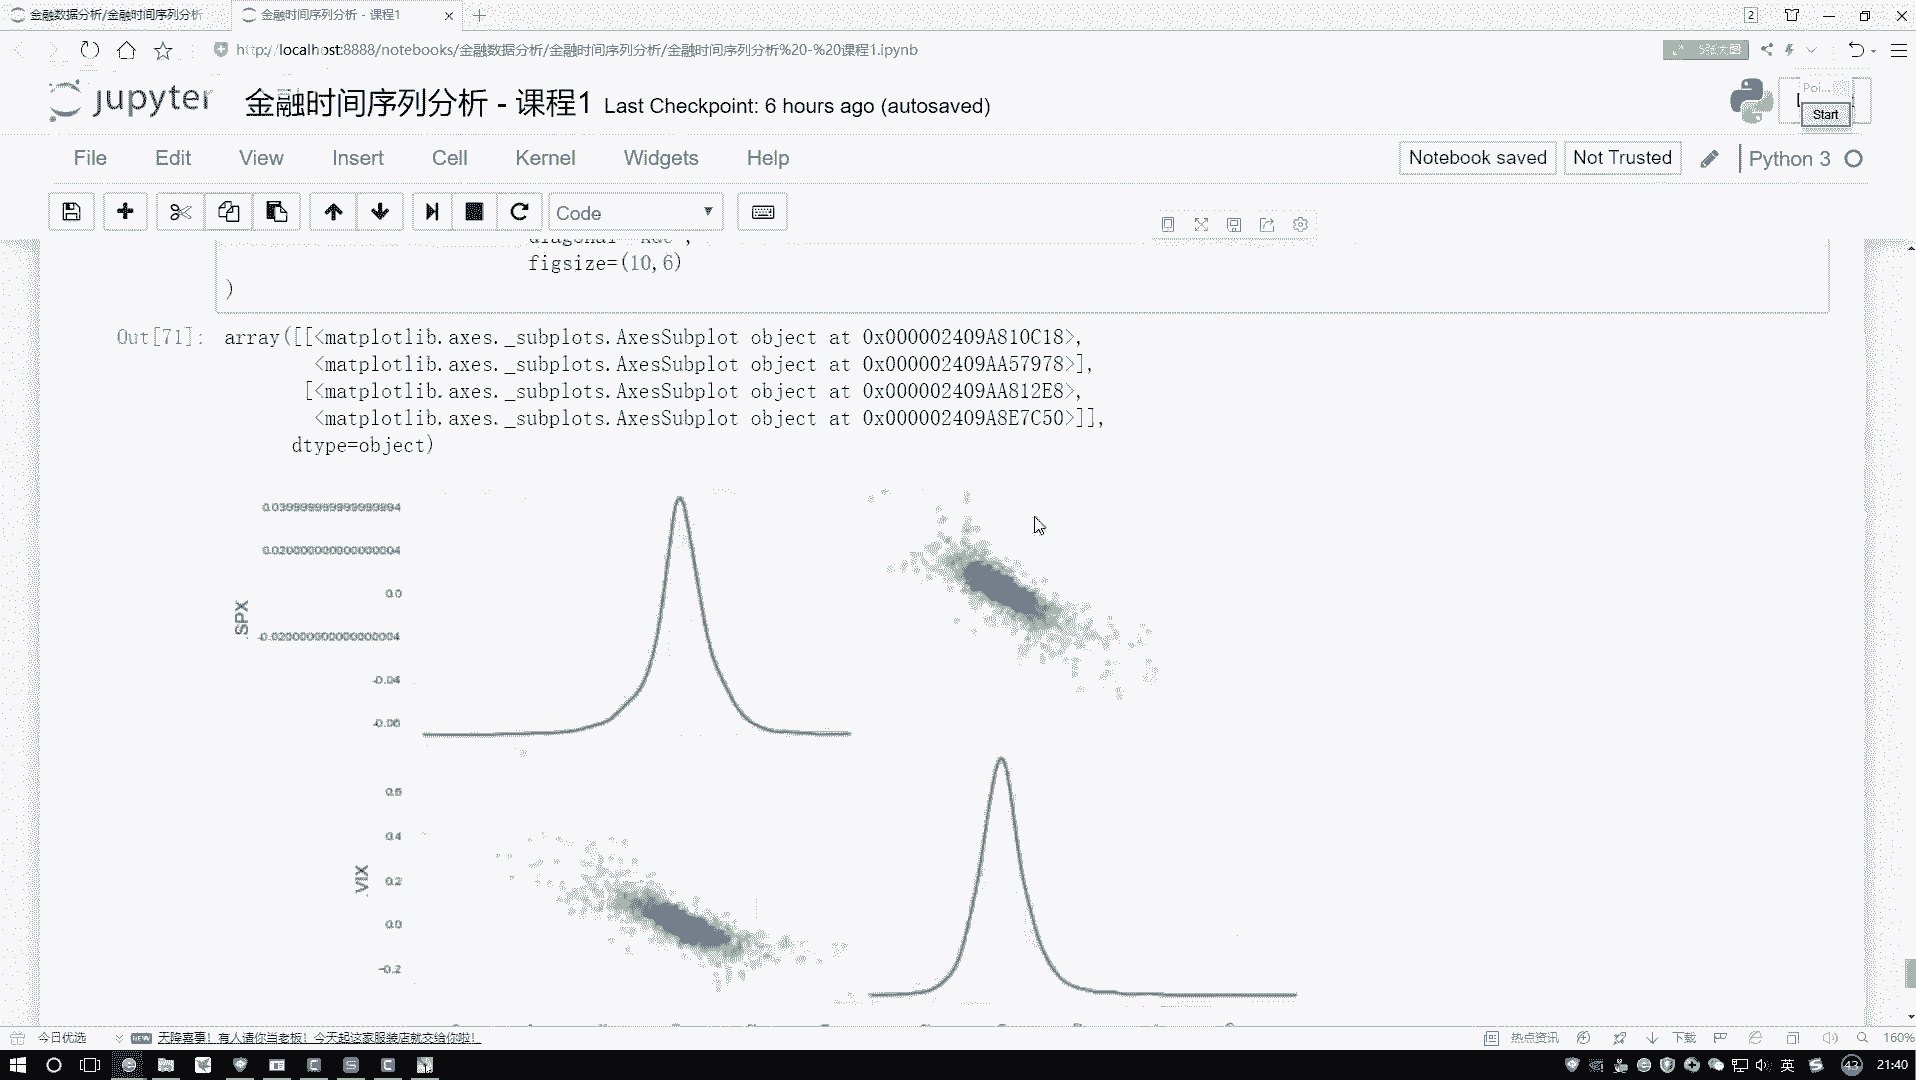 金融数据分析/金融时间序列分析
金融时间序列分析 - 课程1
2
http://localhost:8888/notebooks/金融数据分析/金融时间序列分析/金融时间序列分析%20-%20课程1.ipynb
5张大图
jupyter
金融时间序列分析 - 课程1 Last Checkpoint: 6 hours ago (autosaved)
Poi...
Start
File Edit View Insert Cell Kernel Widgets Help
Notebook saved Not Trusted Python 3
Code
figsize=(10,6)
)
Out[71]: array([[<matplotlib.axes._subplots.AxesSubplot object at 0x000002409A810C18>,
<matplotlib.axes._subplots.AxesSubplot object at 0x000002409AA57978>],
[<matplotlib.axes._subplots.AxesSubplot object at 0x000002409AA812E8>,
<matplotlib.axes._subplots.AxesSubplot object at 0x000002409A8E7C50>]],
dtype=object)
0.020000000000000004
0.0
.SPX
-0.020000000000000004
-0.04
-0.06
0.6
0.4
.VIX
0.2
0.0
-0.2
今日优选
NEW
天降喜事！有人请你当老板！今天起这家服装店就交给你啦！
热点资讯
下载
160%
英
43
21:40